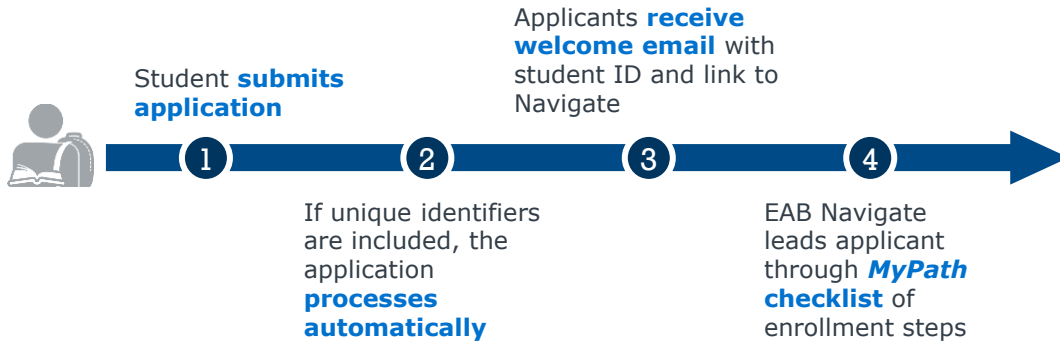 Student submits
application
1
If unique identifiers
are included, the
application
processes
automatically
2
Applicants receive
welcome email with
student ID and link to
Navigate
3
EAB Navigate
leads applicant
through MyPath
checklist of
enrollment steps
4